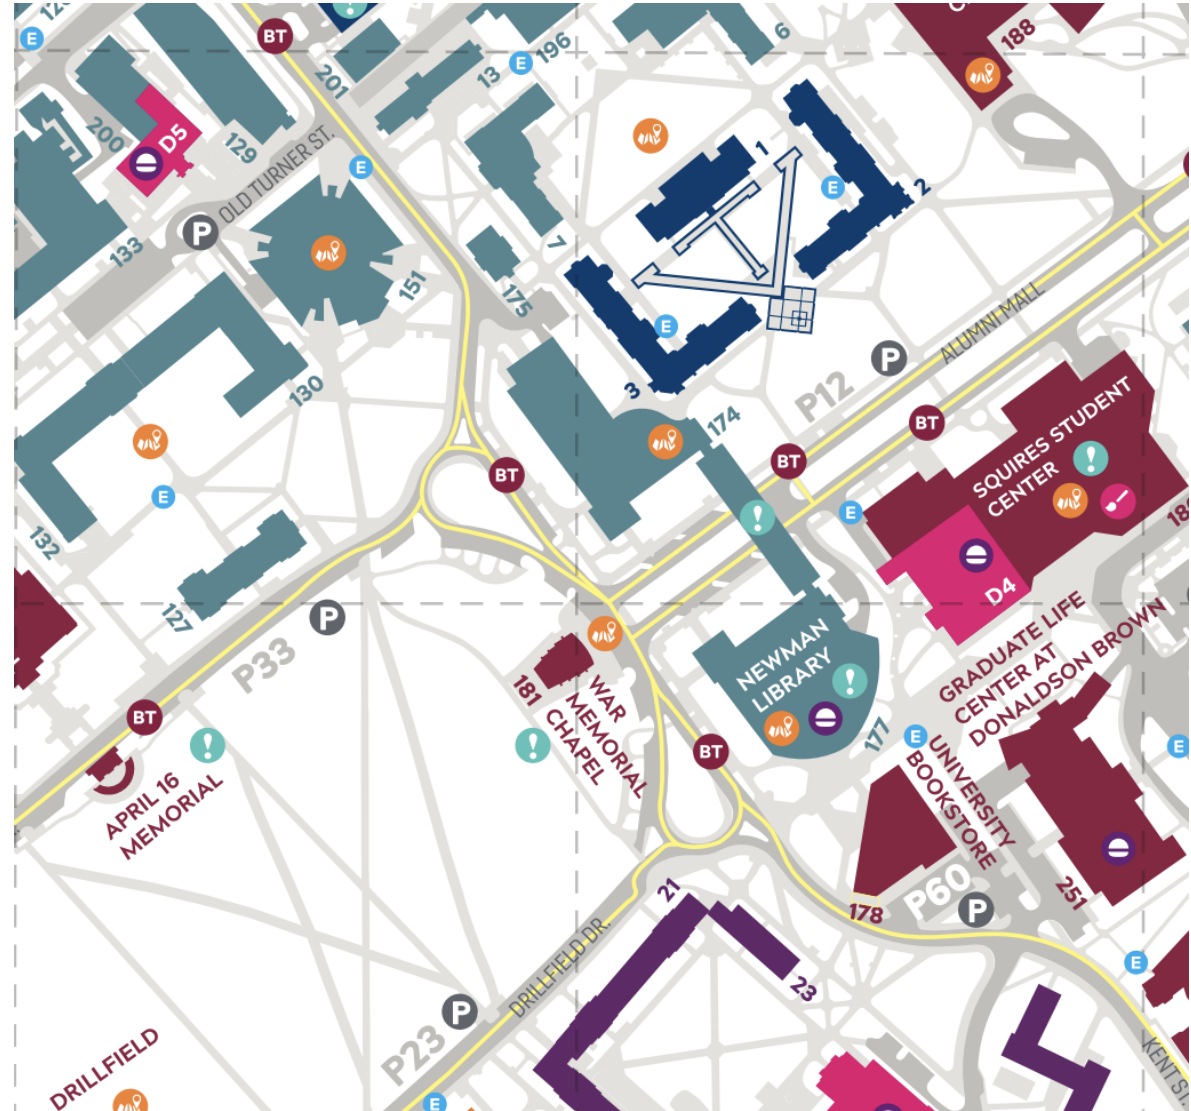 BT
6
188
E
201
13
196
E
200
D5
129
OLD TURNER ST.
E
1
E
2
133
P
7
151
175
E
ALUMNI MALL
130
3
P
P12
174
BT
BT
SQUIRES STUDENT
CENTER
!
E
BT
E
!
132
D4
127
P
P33
GRADUATE LIFE
CENTER AT
DONALDSON BROWN
NEWMAN
LIBRARY
!
181
WAR
MEMORIAL
CHAPEL
177
E
UNIVERSITY
BOOKSTORE
BT
!
!
BT
E
APRIL 16
MEMORIAL
21
178
P60
P
251
DRILLFIELD DR.
23
E
P
P23
DRILLFIELD
KENT ST.
E